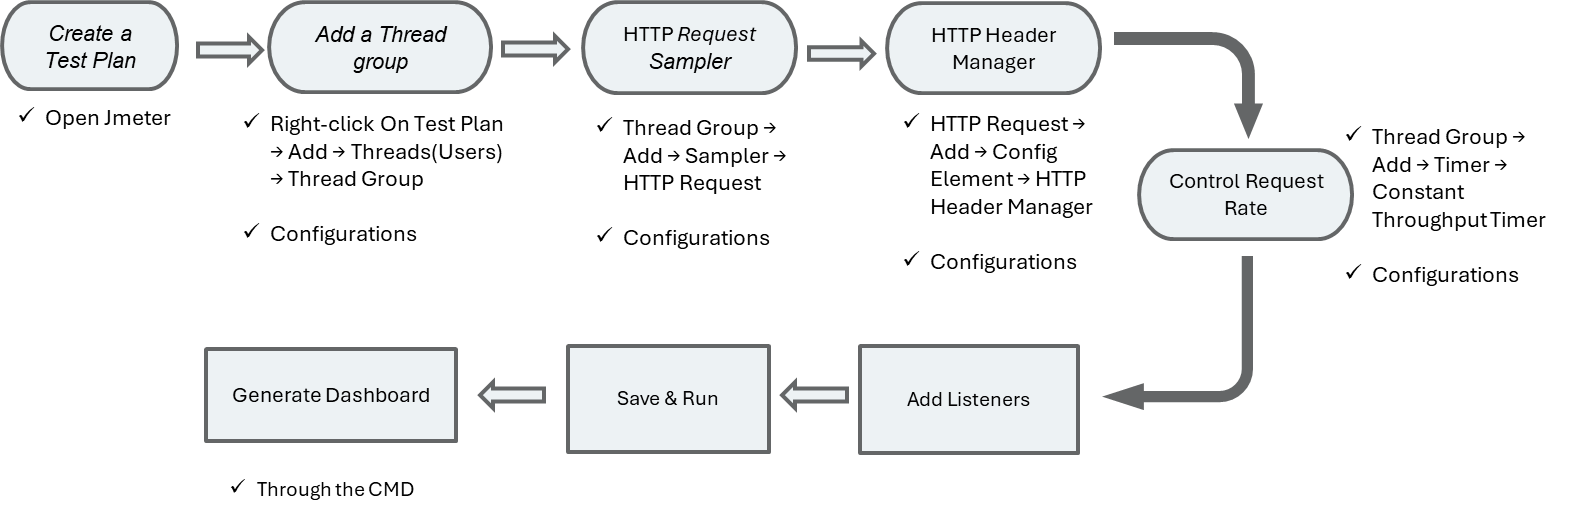 Create a
Test Plan
✓ Open Jmeter
Add a Thread
group
✓ Right-click On Test Plan
→ Add → Threads(Users)
→ Thread Group
✓ Configurations
HTTP Request
Sampler
✓ Thread Group →
Add → Sampler →
HTTP Request
✓ Configurations
HTTP Header
Manager
✓ HTTP Request →
Add → Config
Element → HTTP
Header Manager
✓ Configurations
Control Request
Rate
✓ Thread Group →
Add → Timer →
Constant
Throughput Timer
✓ Configurations
Add Listeners
Save & Run
Generate Dashboard
✓ Through the CMD